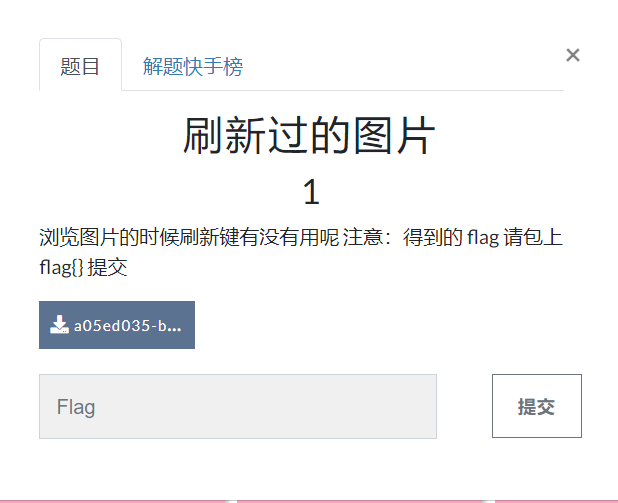 题目 解题快手榜 ×
刷新过的图片
1
浏览图片的时候刷新键有没有用呢 注意：得到的 flag 请包上
flag{} 提交
a05ed035-b...
Flag 提交